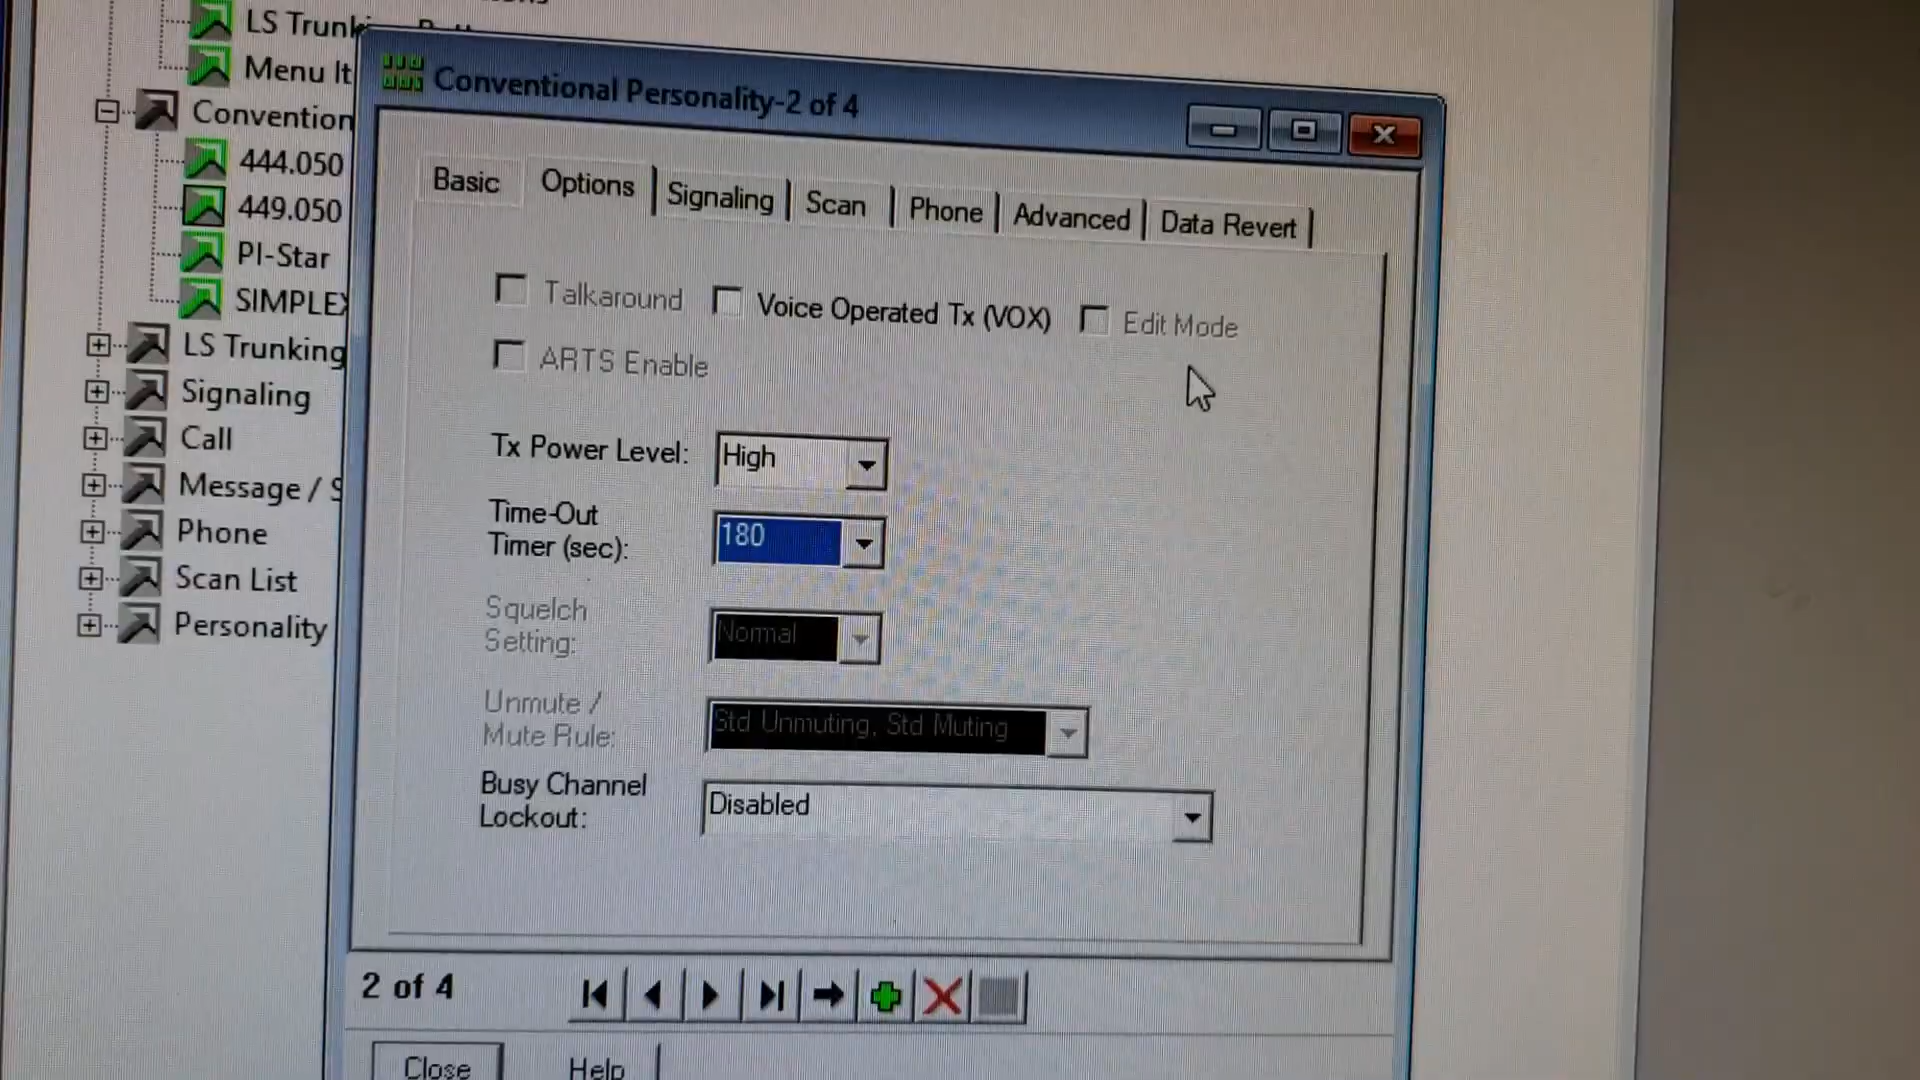 LS Trunki
Menu It
Convention
444.050
449.050
PI-Star
SIMPLEX
LS Trunking
Signaling
Call
Message / S
Phone
Scan List
Personality
Conventional Personality-2 of 4
Basic Options Signaling Scan Phone Advanced Data Revert
Talkaround Voice Operated Tx (VOX) Edit Mode
ARTS Enable
Tx Power Level: High
Time-Out
Timer (sec): 180
Squelch
Setting: Normal
Unmute /
Mute Rule: Std Unmuting, Std Muting
Busy Channel
Lockout: Disabled
2 of 4
Close Help